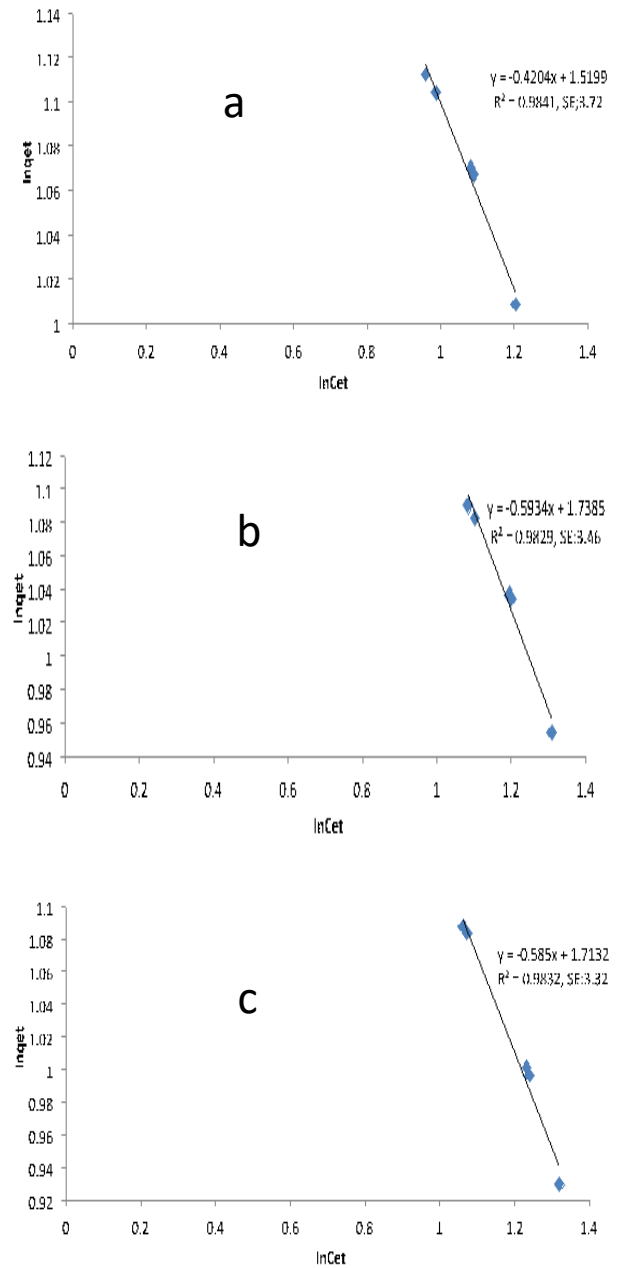 1.14
1.12
1.1
1.08
1.06
1.04
1.02
1
lnqet
a
y = -0.4204x + 1.5199
R² = 0.9841, SE;3.72
0 0.2 0.4 0.6 0.8 1 1.2 1.4
lnCet
1.12
1.1
1.08
1.06
1.04
1.02
1
0.98
0.96
0.94
lnqet
b
y = -0.5934x + 1.7385
R² = 0.9829, SE:3.46
0 0.2 0.4 0.6 0.8 1 1.2 1.4
lnCet
1.1
1.08
1.06
1.04
1.02
1
0.98
0.96
0.94
0.92
lnqet
c
y = -0.585x + 1.7132
R² = 0.9832, SE:3.32
0 0.2 0.4 0.6 0.8 1 1.2 1.4
lnCet